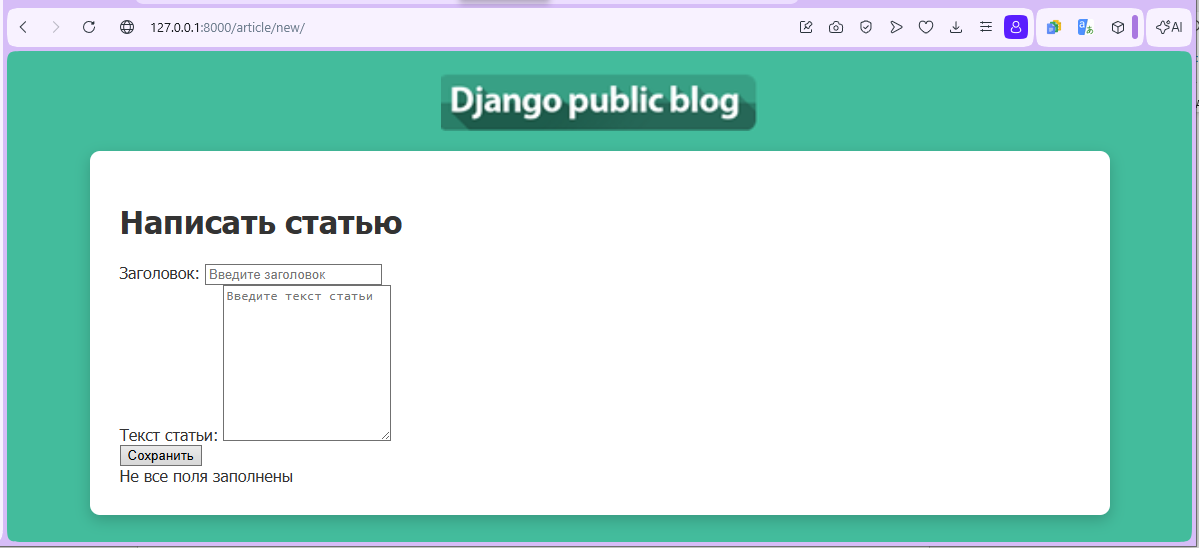 127.0.0.1:8000/article/new/
AI
Django public blog
Написать статью
Заголовок: Введите заголовок
Введите текст статьи
Текст статьи:
Сохранить
Не все поля заполнены